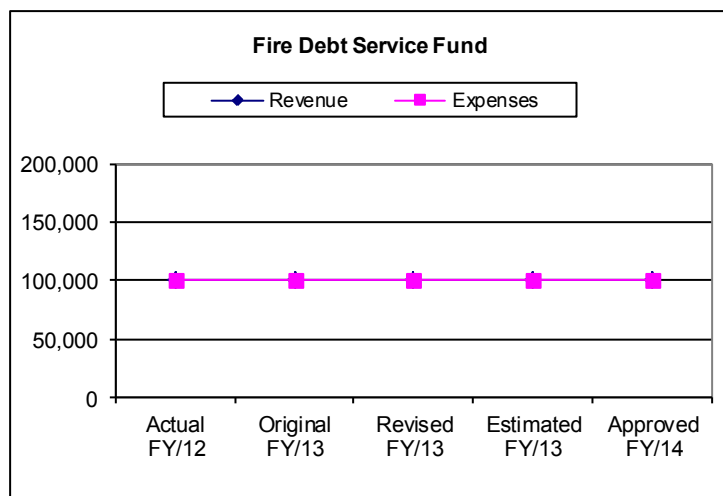 Fire Debt Service Fund
Revenue Expenses
200,000
150,000
100,000
50,000
0
Actual Original Revised Estimated Approved
FY/12 FY/13 FY/13 FY/13 FY/14